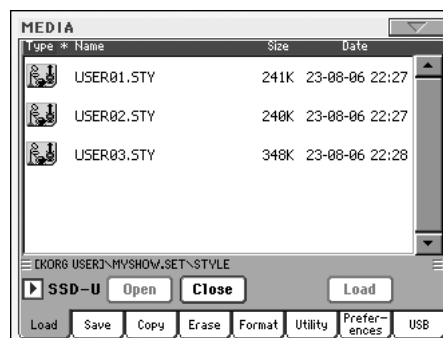 MEDIA
Type * Name Size Date
USER01.STY 241K 23-08-06 22:27
USER02.STY 240K 23-08-06 22:27
USER03.STY 348K 23-08-06 22:28
[KORG USER]\MYSHOW.SET\STYLE
SSD-U Open Close Load
Load Save Copy Erase Format Utility Prefer-ences USB